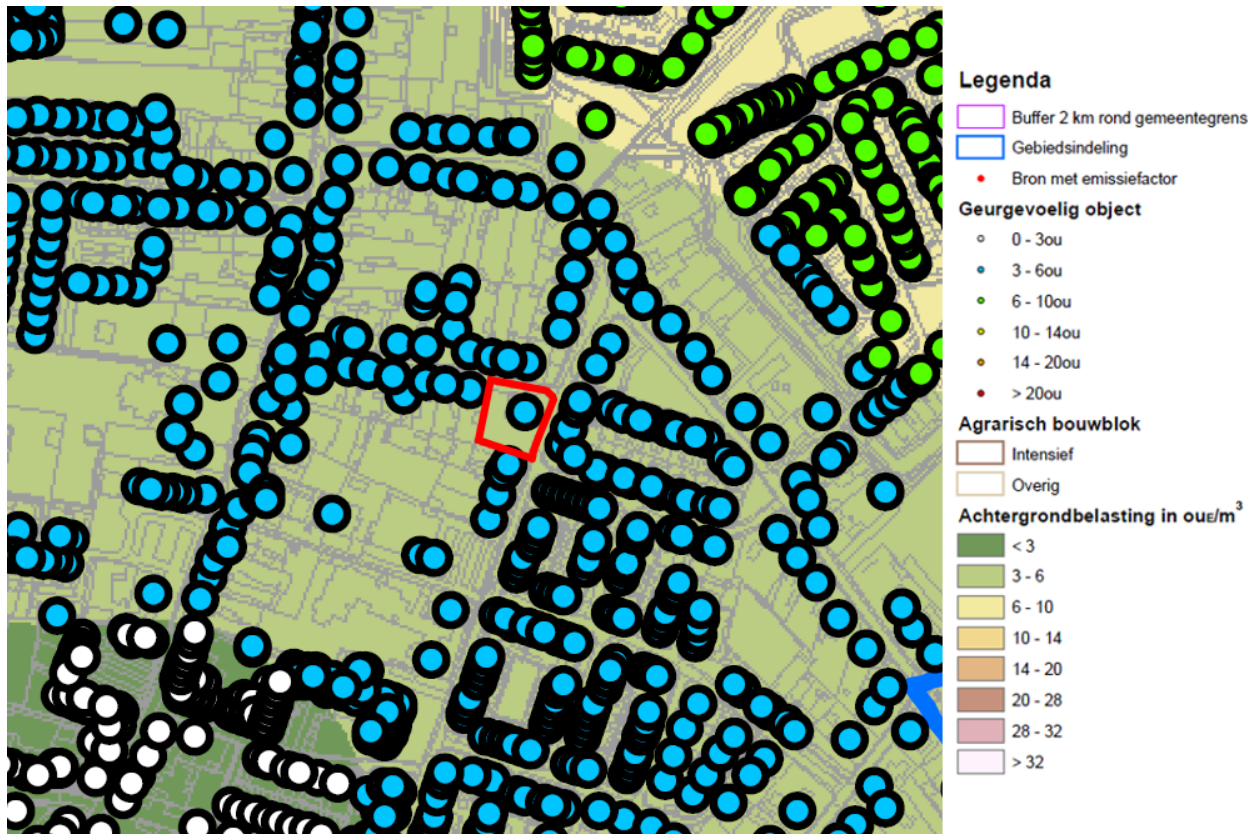 Legenda
Buffer 2 km rond gemeentegrens
Gebiedsindeling
Bron met emissiefactor
Geurgevoelig object
0 - 3ou
3 - 6ou
6 - 10ou
10 - 14ou
14 - 20ou
> 20ou
Agrarisch bouwblok
Intensief
Overig
Achtergrondbelasting in ouᴇ/m³
< 3
3 - 6
6 - 10
10 - 14
14 - 20
20 - 28
28 - 32
> 32